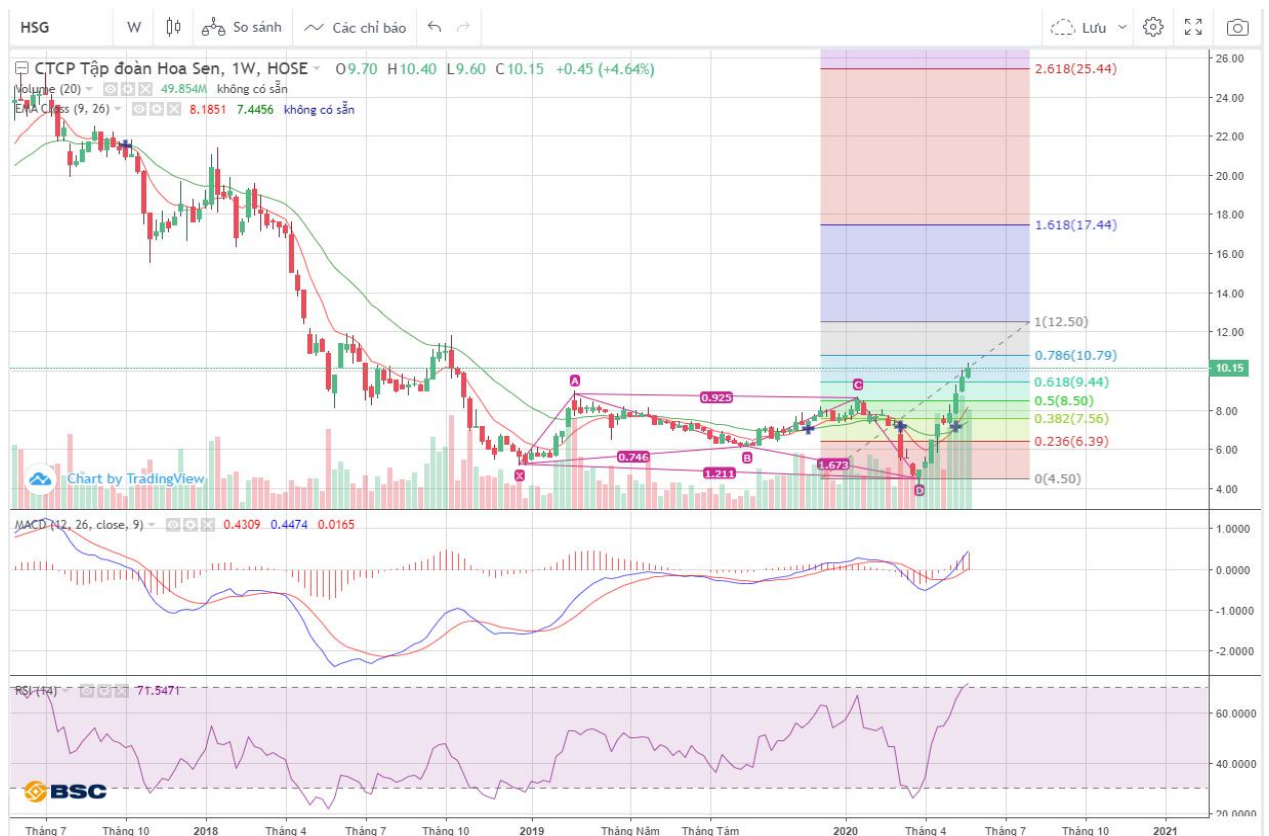 HSG W So sánh Các chỉ báo Lưu
CTCP Tập đoàn Hoa Sen, 1W, HOSE O9.70 H10.40 L9.60 C10.15 +0.45 (+4.64%)
Volume (20) 49.854M không có sẵn
EMA Cross (9, 26) 8.1851 7.4456 không có sẵn
2.618(25.44)
1.618(17.44)
1(12.50)
0.786(10.79)
0.618(9.44)
0.5(8.50)
0.382(7.56)
0.236(6.39)
0(4.50)
26.00
24.00
22.00
20.00
18.00
16.00
14.00
12.00
10.15
8.00
6.00
4.00
A
C
0.925
0.746
B
1.673
X
1.211
D
Chart by TradingView
MACD (12, 26, close, 9) 0.4309 0.4474 0.0165
1.0000
0.0000
-1.0000
-2.0000
RSI (14) 71.5471
60.0000
40.0000
20.0000
BSC
Tháng 7 Tháng 10 2018 Tháng 4 Tháng 7 Tháng 10 2019 Tháng Năm Tháng Tám 2020 Tháng 4 Tháng 7 Tháng 10 2021